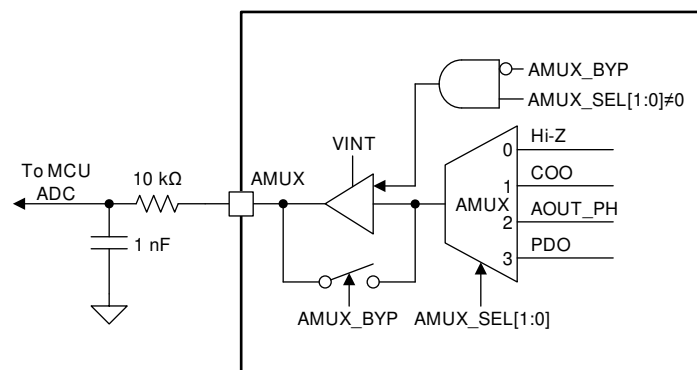 AMUX_BYP
AMUX_SEL[1:0]≠0
VINT
Hi-Z
0
To MCU
ADC
10 kΩ
AMUX
COO
1
AMUX
AOUT_PH
2
1 nF
PDO
3
AMUX_BYP
AMUX_SEL[1:0]